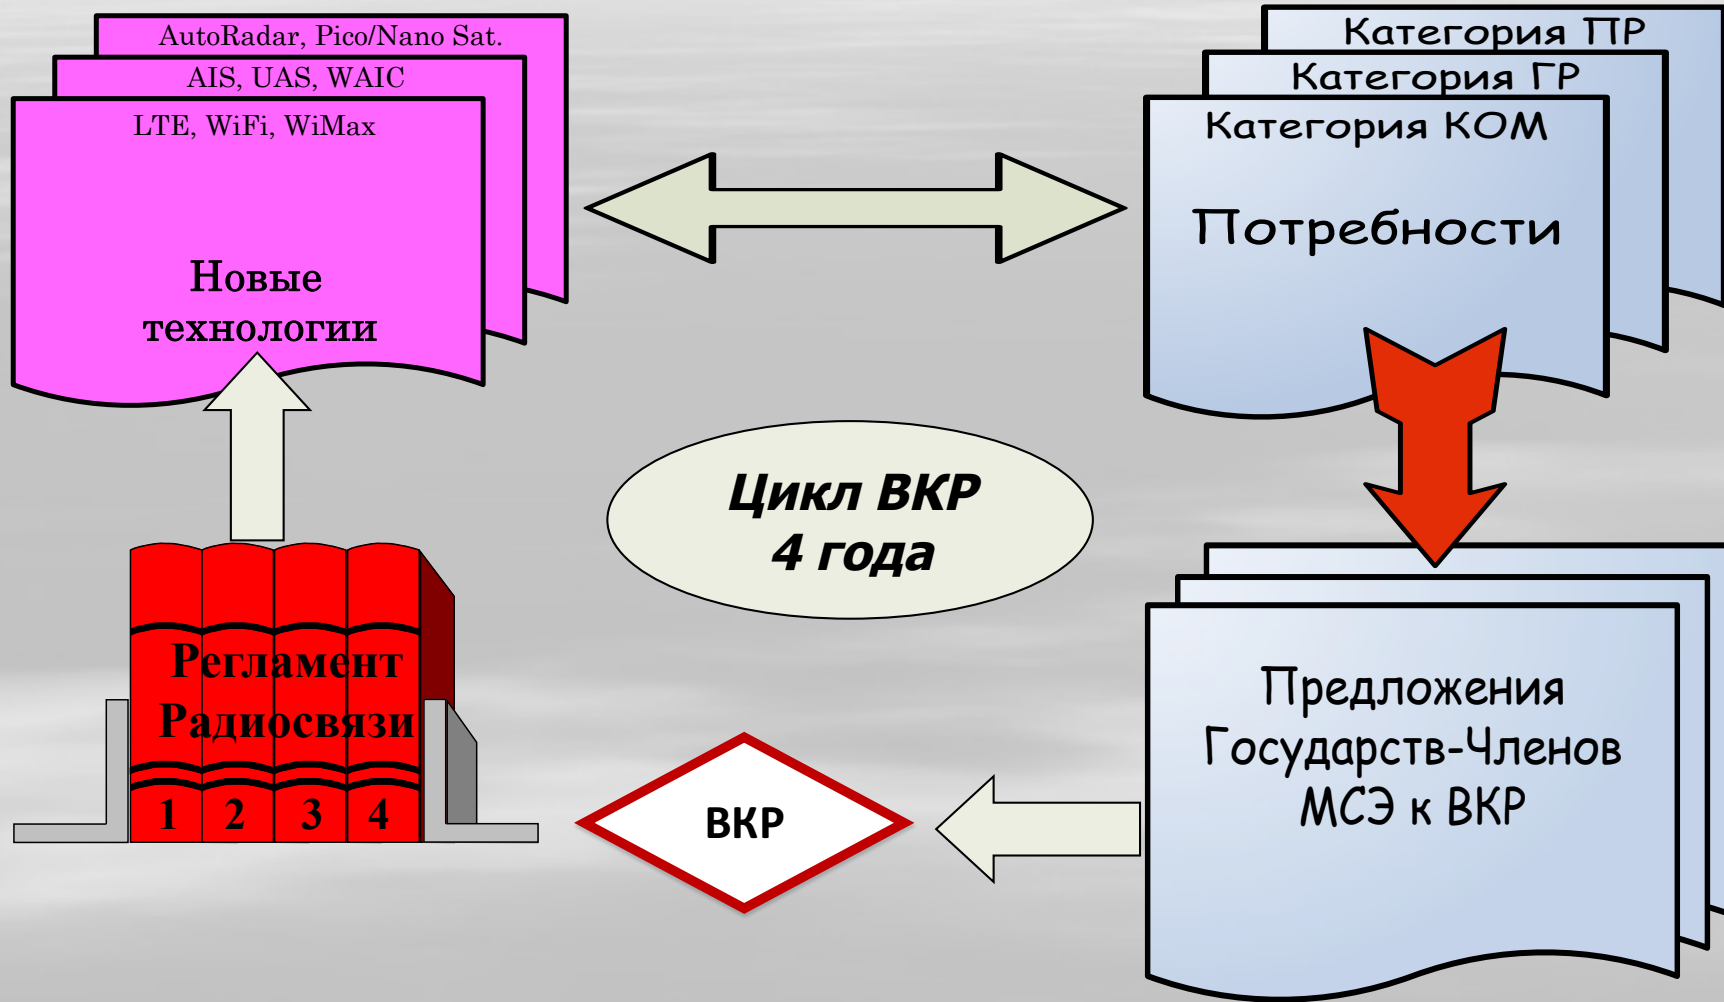 AutoRadar, Pico/Nano Sat.
AIS, UAS, WAIC
LTE, WiFi, WiMax
Новые
технологии
Категория ПР
Категория ГР
Категория КОМ
Потребности
Цикл ВКР
4 года
Регламент
Радиосвязи
1 2 3 4
ВКР
Предложения
Государств-Членов
МСЭ к ВКР